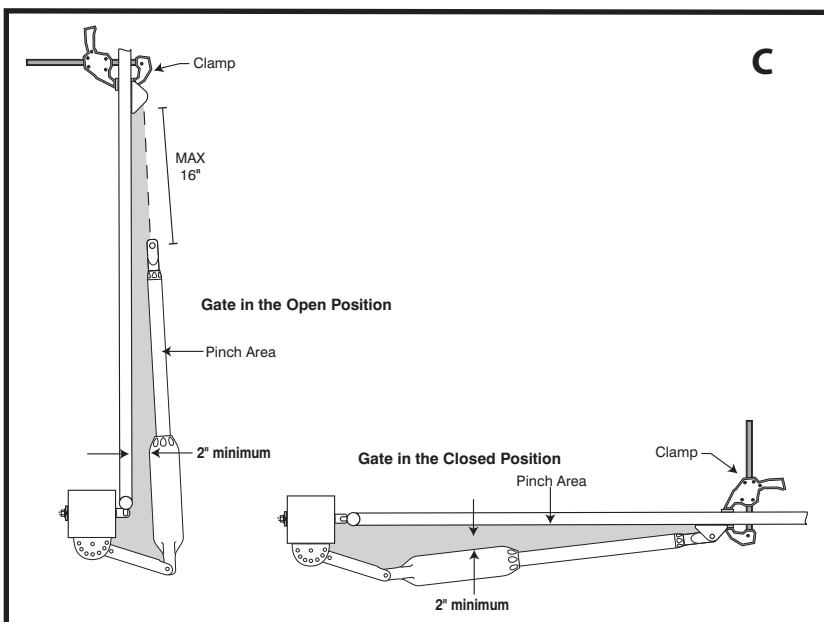 C
Clamp
MAX
16"
Gate in the Open Position
Pinch Area
2" minimum
Gate in the Closed Position
Clamp
Pinch Area
2" minimum